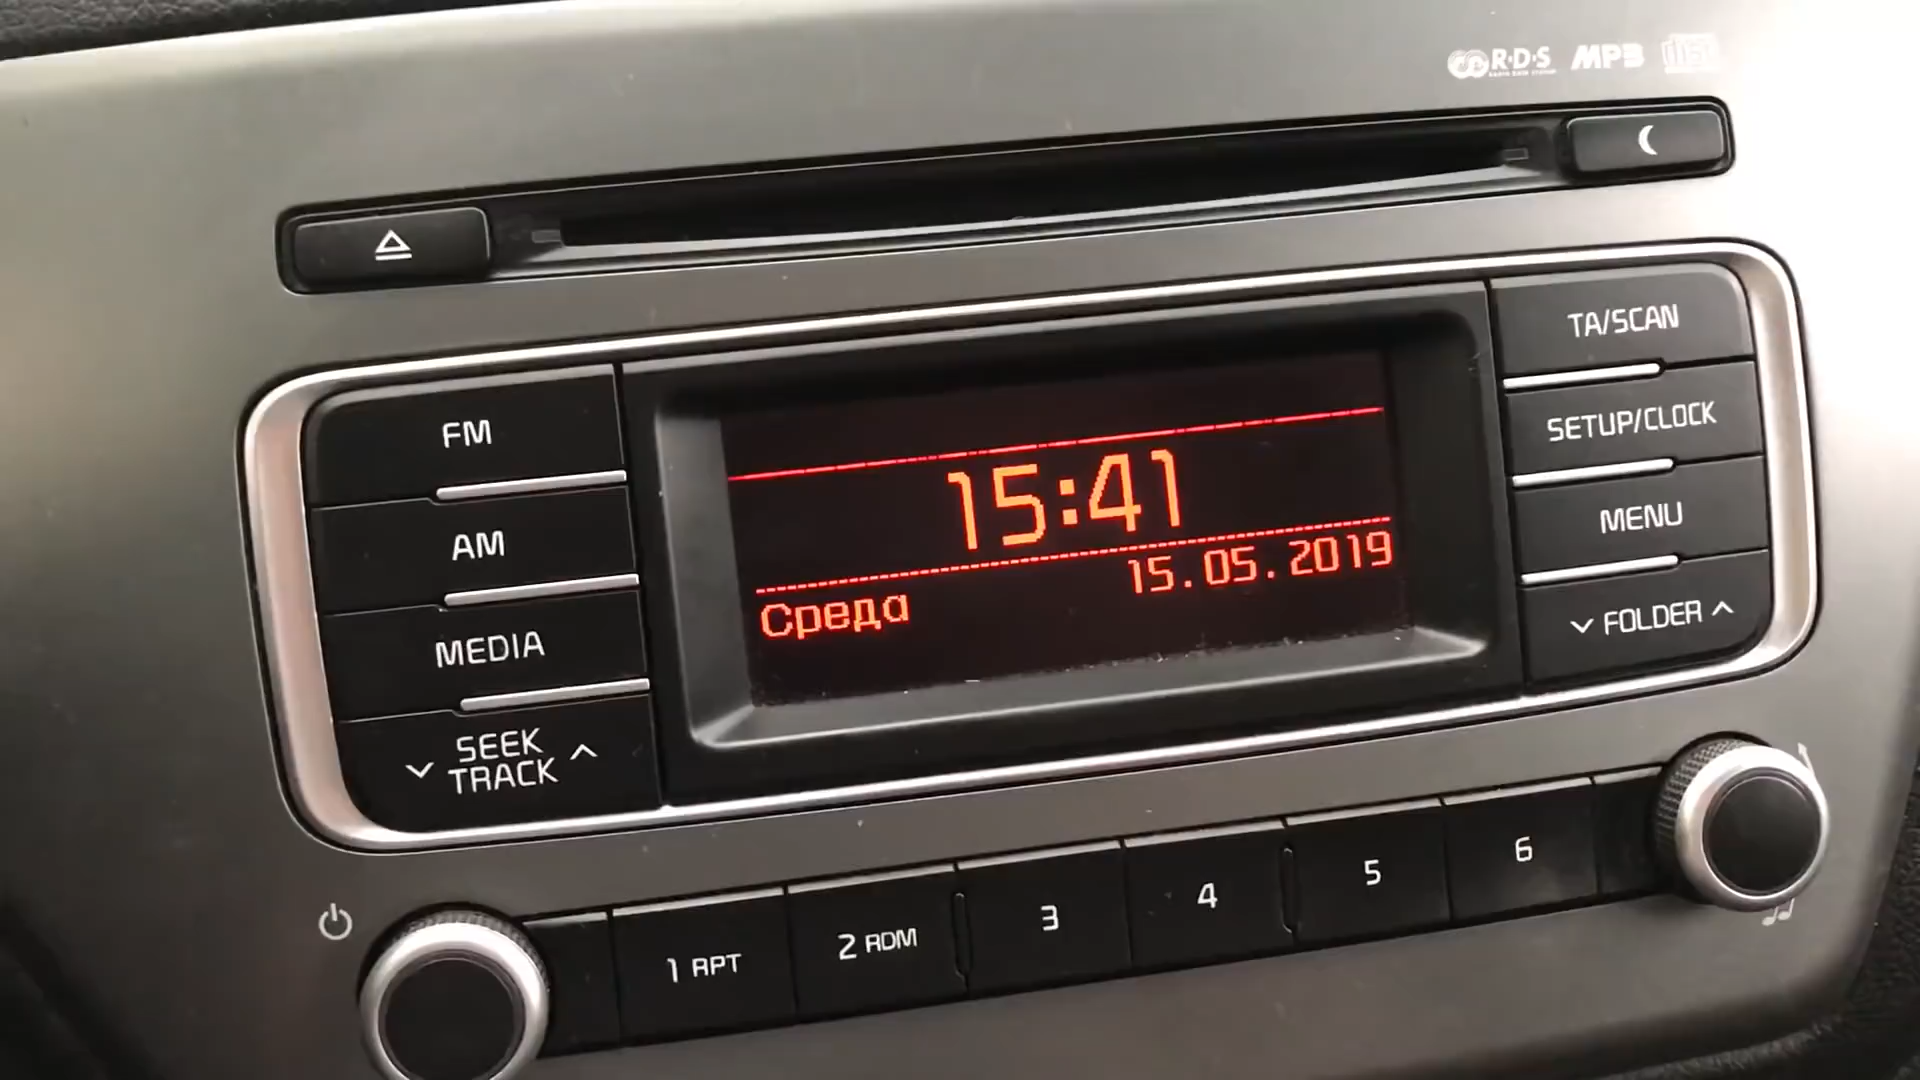 R·D·S MP3
TA/SCAN
FM
SETUP/CLOCK
15:41
AM
MENU
15.05.2019
Среда
FOLDER
MEDIA
SEEK
TRACK
1 RPT 2 RDM 3 4 5 6